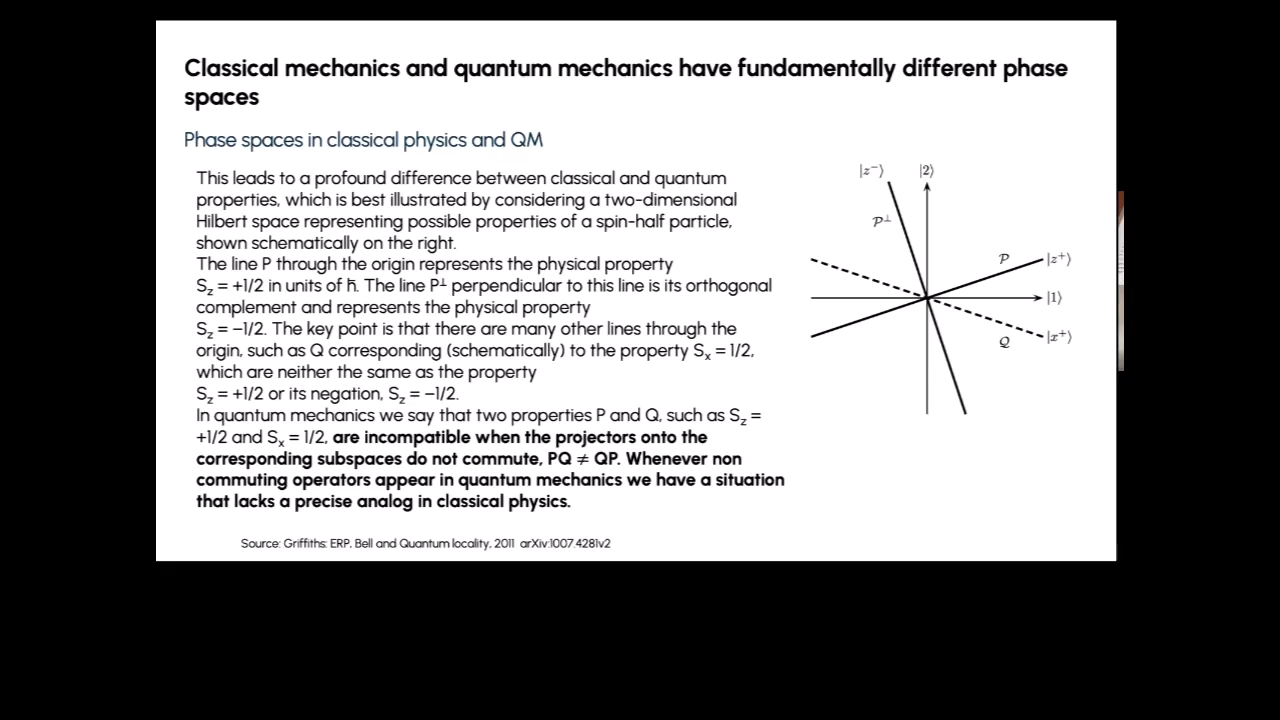 Classical mechanics and quantum mechanics have fundamentally different phase
spaces
Phase spaces in classical physics and QM
This leads to a profound difference between classical and quantum
properties, which is best illustrated by considering a two-dimensional
Hilbert space representing possible properties of a spin-half particle,
shown schematically on the right.
The line P through the origin represents the physical property
S_z = +1/2 in units of ħ. The line P⊥ perpendicular to this line is its orthogonal
complement and represents the physical property
S_z = −1/2. The key point is that there are many other lines through the
origin, such as Q corresponding (schematically) to the property S_x = 1/2,
which are neither the same as the property
S_z = +1/2 or its negation, S_z = −1/2.
In quantum mechanics we say that two properties P and Q, such as S_z =
+1/2 and S_x = 1/2, are incompatible when the projectors onto the
corresponding subspaces do not commute, PQ ≠ QP. Whenever non
commuting operators appear in quantum mechanics we have a situation
that lacks a precise analog in classical physics.
|z⁻⟩ |2⟩
𝒫⊥
𝒫 |z⁺⟩
|1⟩
𝒬 |x⁺⟩
Source: Griffiths: ERP, Bell and Quantum locality, 2011 arXiv:1007.4281v2